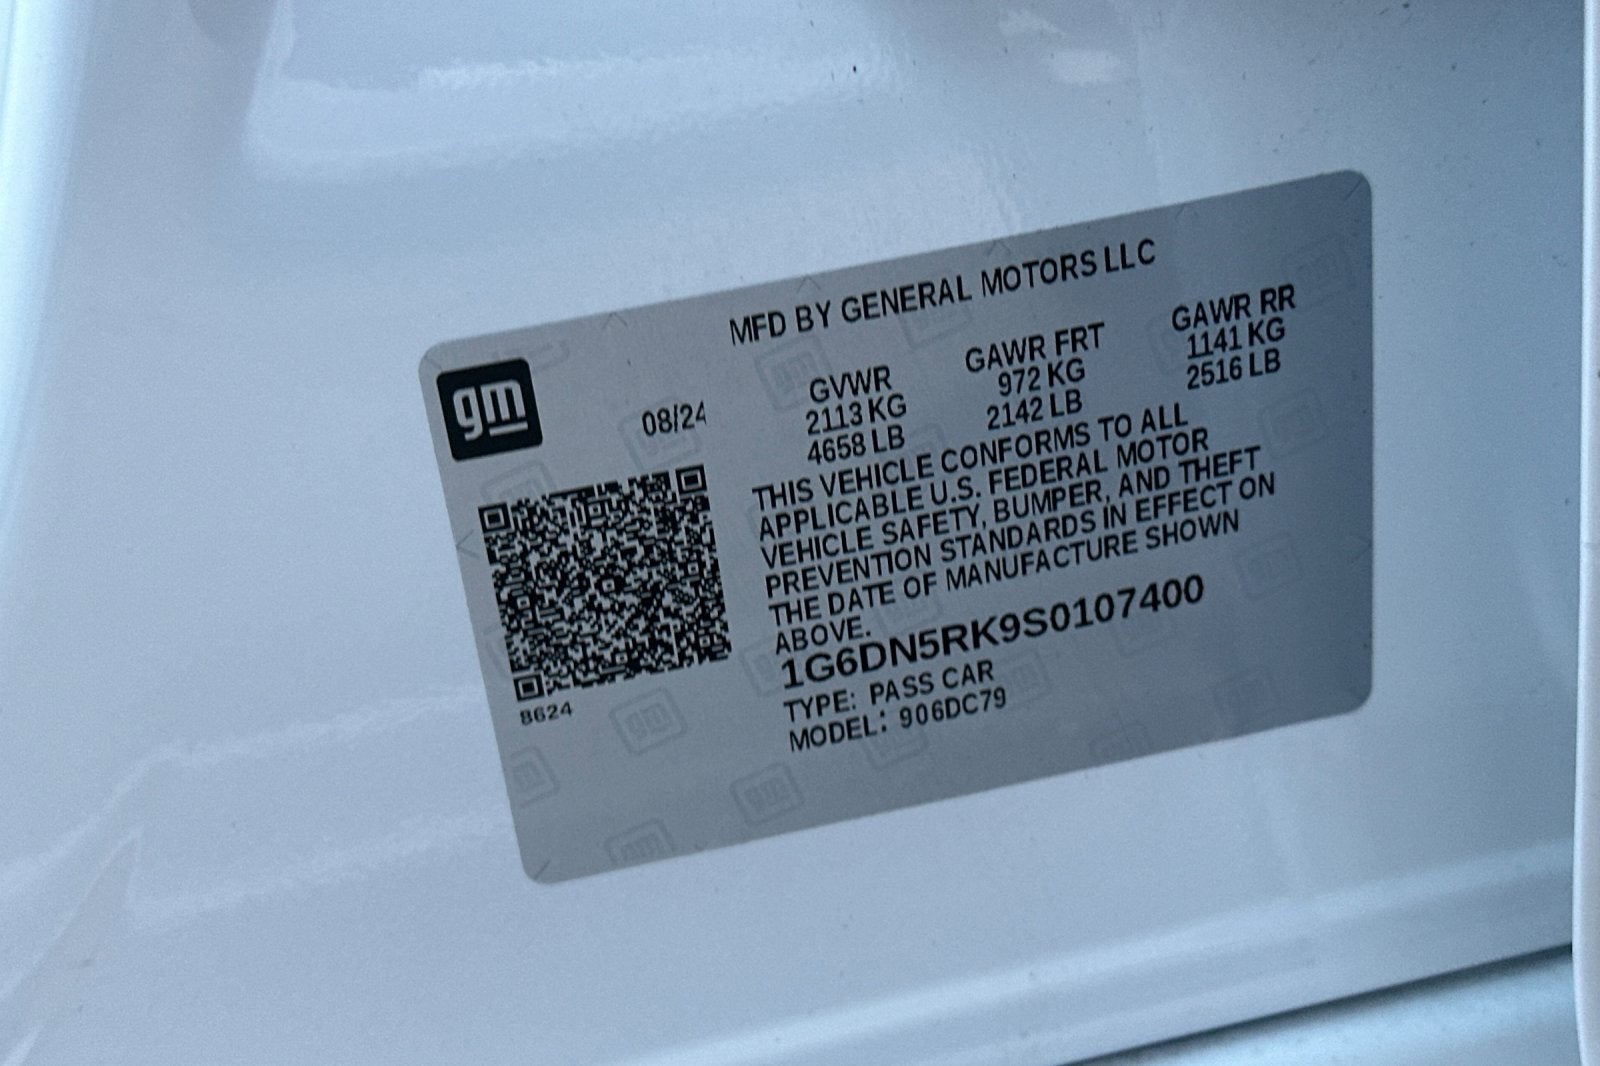 MFD BY GENERAL MOTORS LLC
gm
08/24
GVWR GAWR FRT GAWR RR
2113 KG 972 KG 1141 KG
4658 LB 2142 LB 2516 LB
THIS VEHICLE CONFORMS TO ALL
APPLICABLE U.S. FEDERAL MOTOR
VEHICLE SAFETY, BUMPER, AND THEFT
PREVENTION STANDARDS IN EFFECT ON
THE DATE OF MANUFACTURE SHOWN
ABOVE.
1G6DN5RK9S0107400
TYPE: PASS CAR
MODEL: 906DC79
8624